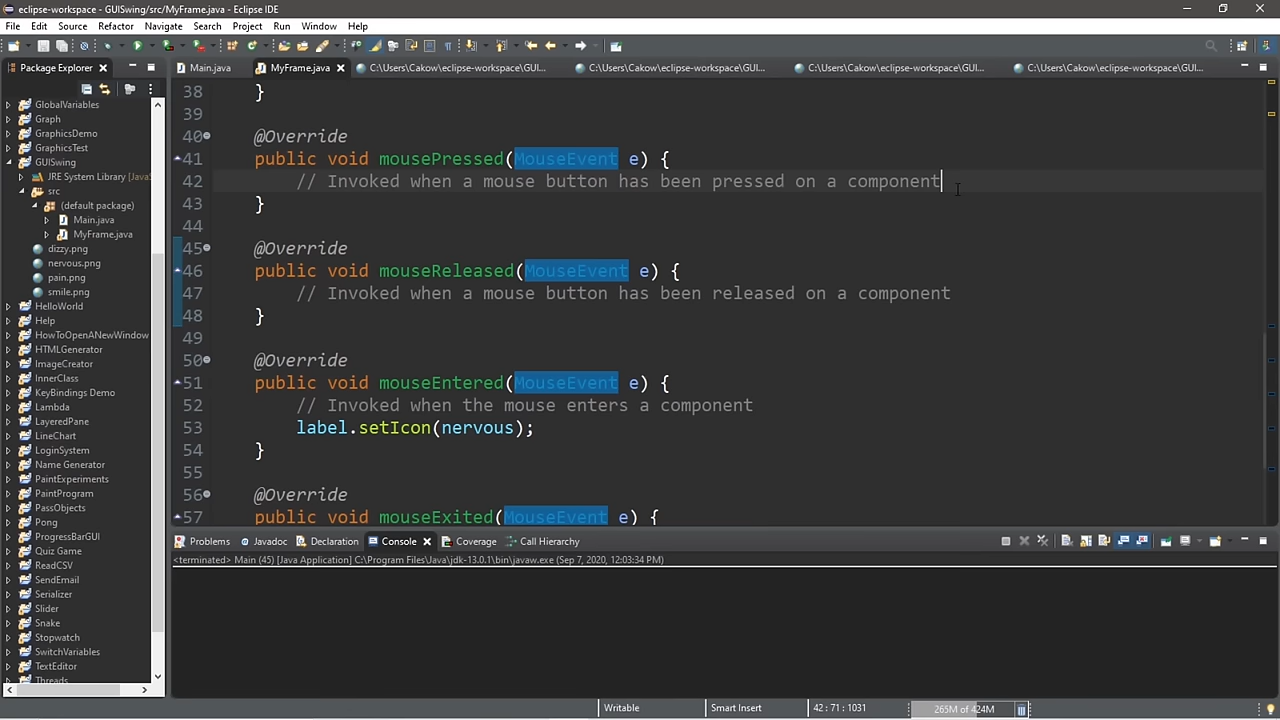 eclipse-workspace - GUISwing/src/MyFrame.java - Eclipse IDE
File Edit Source Refactor Navigate Search Project Run Window Help
Package Explorer
Main.java
MyFrame.java
C:\Users\Cakow\eclipse-workspace\GUI...
C:\Users\Cakow\eclipse-workspace\GUI...
C:\Users\Cakow\eclipse-workspace\GUI...
C:\Users\Cakow\eclipse-workspace\GUI...
GlobalVariables
Graph
GraphicsDemo
GraphicsTest
GUISwing
JRE System Library [JavaS
src
(default package)
Main.java
MyFrame.java
dizzy.png
nervous.png
pain.png
smile.png
HelloWorld
Help
HowToOpenANewWindow
HTMLGenerator
ImageCreator
InnerClass
KeyBindings Demo
Lambda
LayeredPane
LineChart
LoginSystem
Name Generator
PaintExperiments
PaintProgram
PassObjects
Pong
ProgressBarGUI
Quiz Game
ReadCSV
SendEmail
Serializer
Slider
Snake
Stopwatch
SwitchVariables
TextEditor
Threads
38 }
39
40 @Override
41 public void mousePressed(MouseEvent e) {
42 // Invoked when a mouse button has been pressed on a component
43 }
44
45 @Override
46 public void mouseReleased(MouseEvent e) {
47 // Invoked when a mouse button has been released on a component
48 }
49
50 @Override
51 public void mouseEntered(MouseEvent e) {
52 // Invoked when the mouse enters a component
53 label.setIcon(nervous);
54 }
55
56 @Override
57 public void mouseExited(MouseEvent e) {
Problems Javadoc Declaration Console Coverage Call Hierarchy
<terminated> Main (45) [Java Application] C:\Program Files\Java\jdk-13.0.1\bin\javaw.exe (Sep 7, 2020, 12:03:34 PM)
Writable Smart Insert 42 : 71 : 1031 265M of 424M